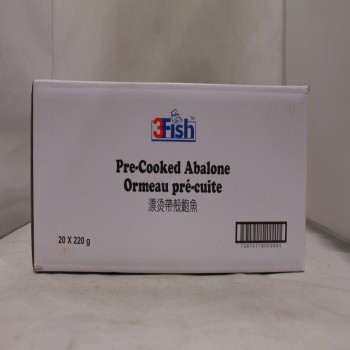 3Fish
Pre-Cooked Abalone
Ormeau pré-cuite
漂燙帶殼鮑魚
20 X 220 g